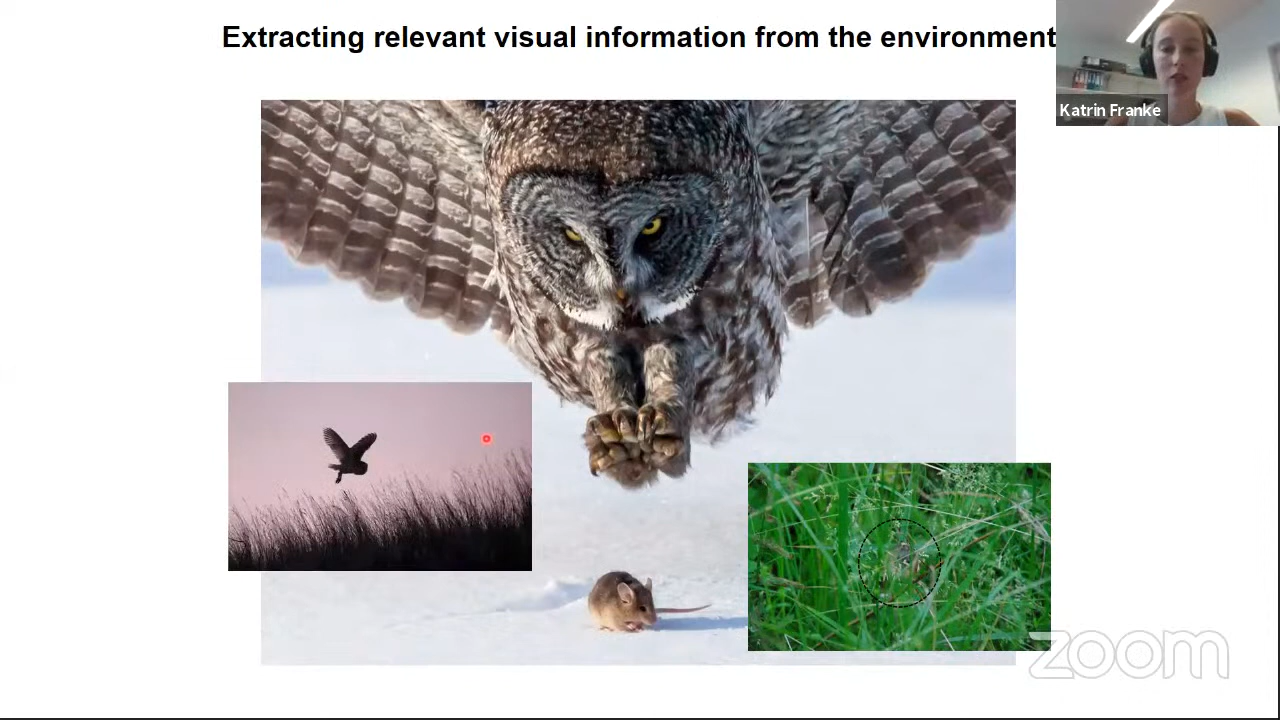 Extracting relevant visual information from the environment
Katrin Franke
zoom